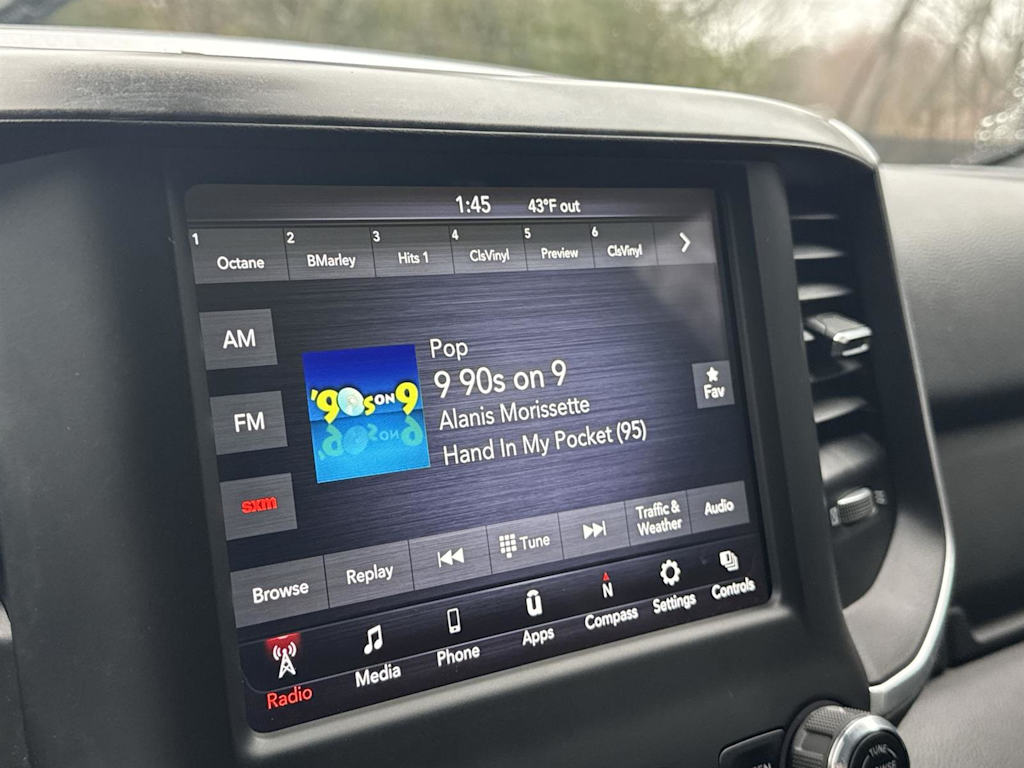 1:45 43°F out
1 Octane
2 BMarley
3 Hits 1
4 ClsVinyl
5 Preview
6 ClsVinyl
AM
FM
sxm
'90s ON 9
Pop
9 90s on 9
Alanis Morissette
Hand In My Pocket (95)
Fav
Browse
Replay
Tune
Traffic &
Weather
Audio
Radio
Media
Phone
Apps
N
Compass
Settings
Controls
TUNE